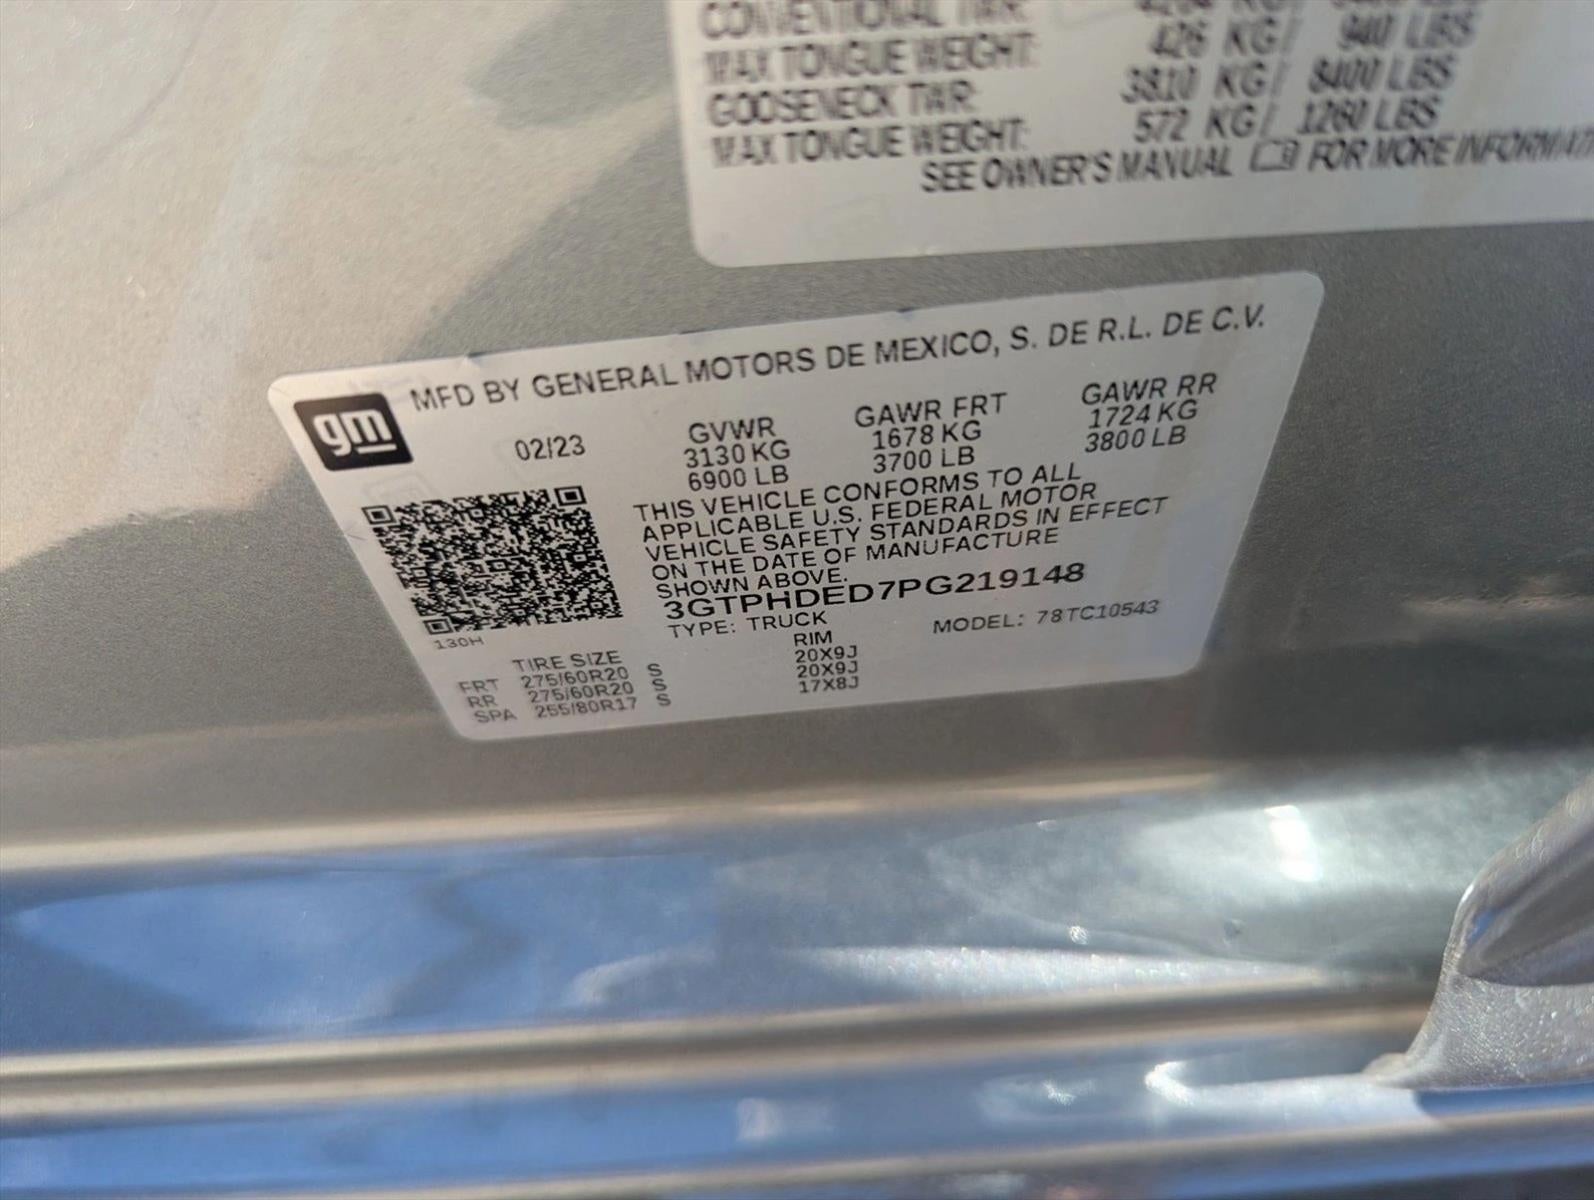 CONVENTIONAL TWR:
MAX TONGUE WEIGHT: 426 KG/ 940 LBS
GOOSENECK TWR: 3810 KG/ 8400 LBS
MAX TONGUE WEIGHT: 572 KG/ 1260 LBS
SEE OWNER'S MANUAL FOR MORE INFORMAT
gm
MFD BY GENERAL MOTORS DE MEXICO, S. DE R.L. DE C.V.
02/23 GVWR GAWR FRT GAWR RR
3130 KG 1678 KG 1724 KG
6900 LB 3700 LB 3800 LB
THIS VEHICLE CONFORMS TO ALL
APPLICABLE U.S. FEDERAL MOTOR
VEHICLE SAFETY STANDARDS IN EFFECT
ON THE DATE OF MANUFACTURE
SHOWN ABOVE.
3GTPHDED7PG219148
TYPE: TRUCK MODEL: 78TC10543
130H
TIRE SIZE RIM
FRT 275/60R20 S 20X9J
RR 275/60R20 S 20X9J
SPA 255/80R17 S 17X8J